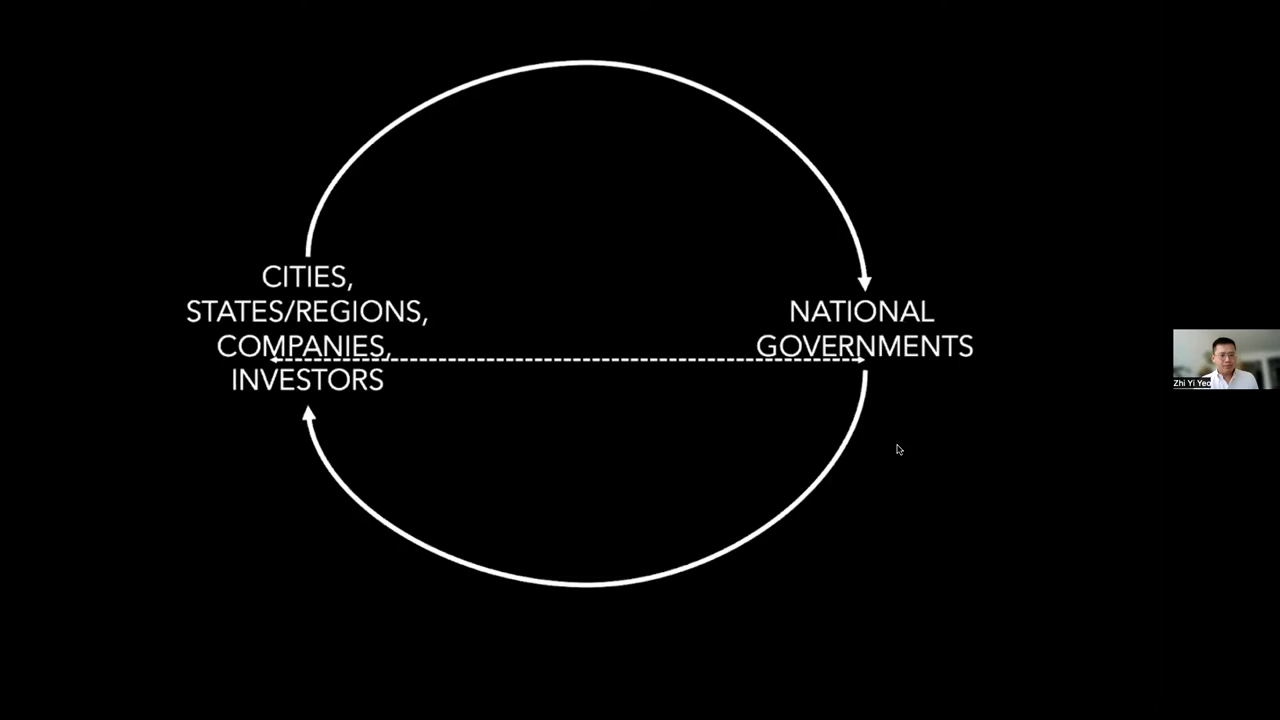 CITIES,
STATES/REGIONS,
COMPANIES,
INVESTORS
NATIONAL
GOVERNMENTS
Zhi Yi Yeo